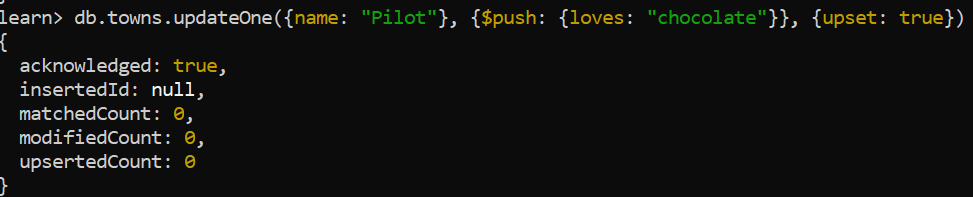 learn> db.towns.updateOne({name: "Pilot"}, {$push: {loves: "chocolate"}}, {upset: true})
{
  acknowledged: true,
  insertedId: null,
  matchedCount: 0,
  modifiedCount: 0,
  upsertedCount: 0
}